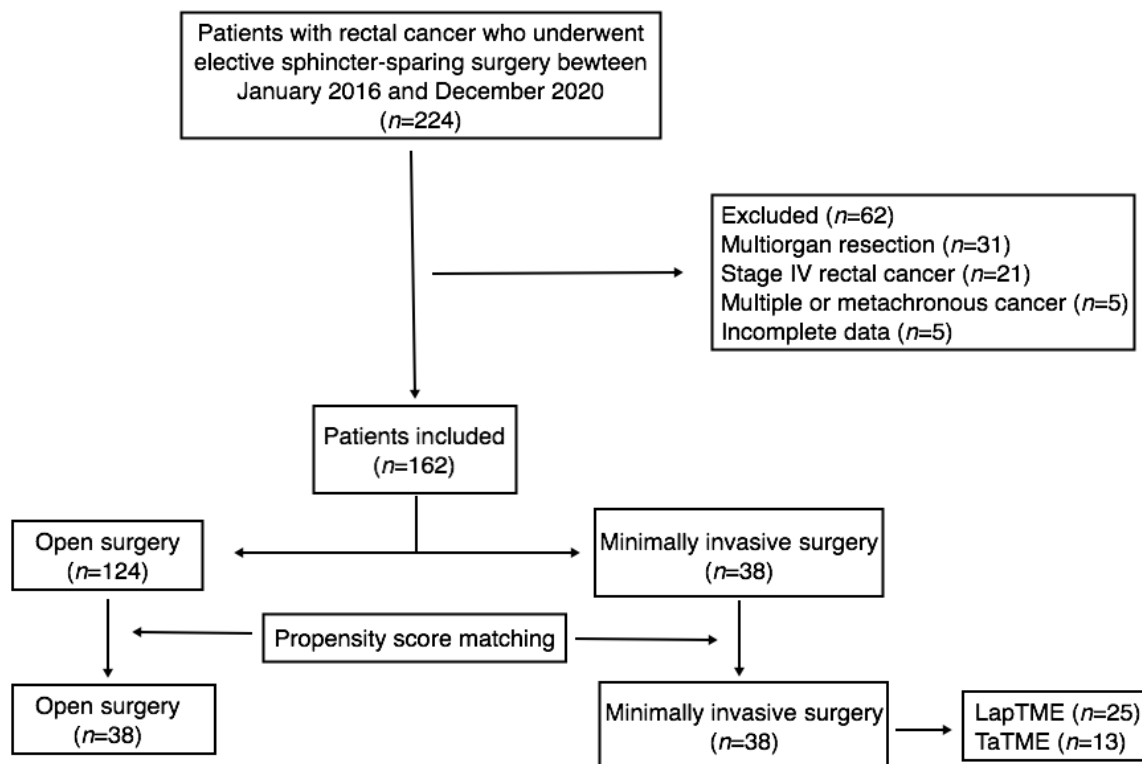 Patients with rectal cancer who underwent
elective sphincter-sparing surgery bewteen
January 2016 and December 2020
(n=224)
Excluded (n=62)
Multiorgan resection (n=31)
Stage IV rectal cancer (n=21)
Multiple or metachronous cancer (n=5)
Incomplete data (n=5)
Patients included
(n=162)
Open surgery
(n=124)
Minimally invasive surgery
(n=38)
Propensity score matching
Open surgery
(n=38)
Minimally invasive surgery
(n=38)
LapTME (n=25)
TaTME (n=13)